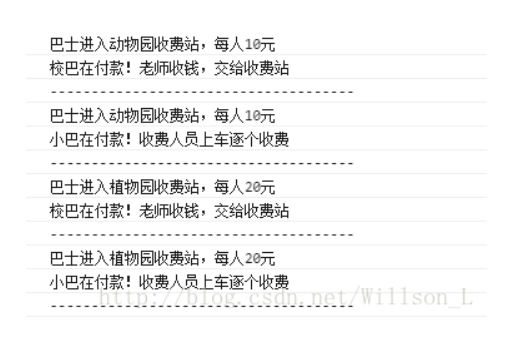 巴士进入动物园收费站，每人10元
校巴在付款！老师收钱，交给收费站
------------------------------------
巴士进入动物园收费站，每人10元
小巴在付款！收费人员上车逐个收费
------------------------------------
巴士进入植物园收费站，每人20元
校巴在付款！老师收钱，交给收费站
------------------------------------
巴士进入植物园收费站，每人20元
小巴在付款！收费人员上车逐个收费
------------------------------------
http://blog.csdn.net/Willson_L